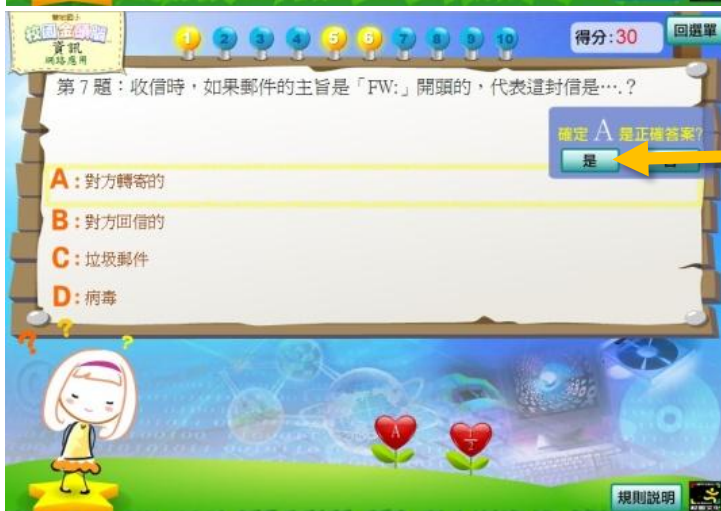 校園金頭腦
資訊
網路應用
1 2 3 4 5 6 7 8 9 10
得分:30
回選單
第7題：收信時，如果郵件的主旨是「FW:」開頭的，代表這封信是….?
確定 A 是正確答案?
是
A：對方轉寄的
B：對方回信的
C：垃圾郵件
D：病毒
? ? ?
A
1/2
規則説明